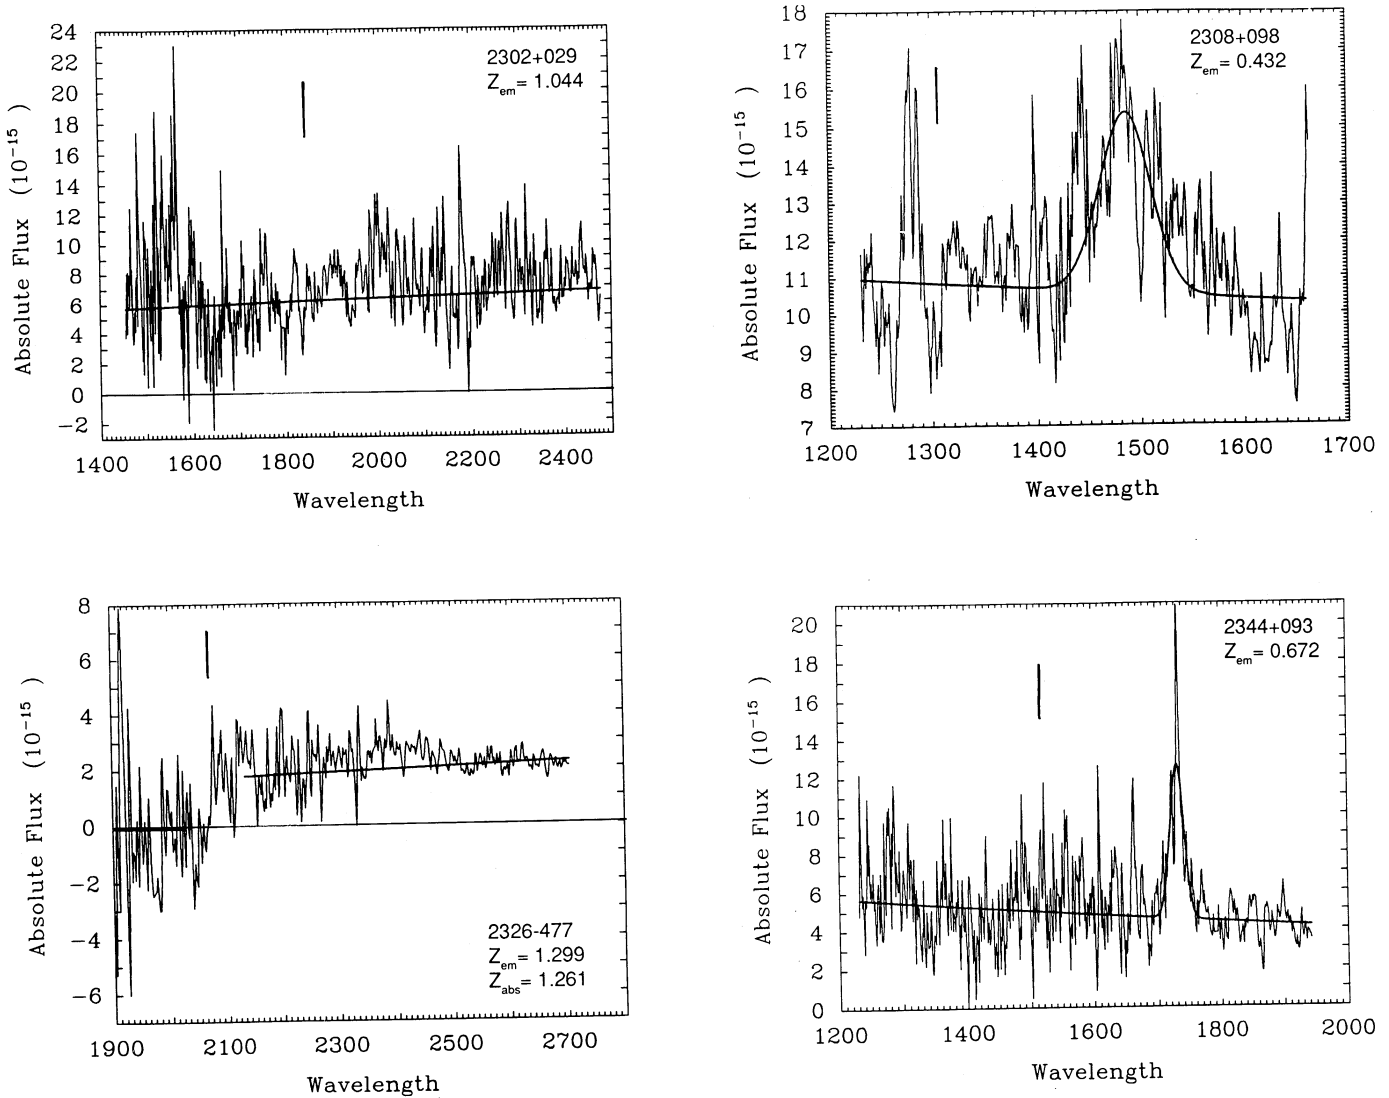 2302+029
Z_em = 1.044
Absolute Flux (10^-15)
24
22
20
18
16
14
12
10
8
6
4
2
0
−2
1400 1600 1800 2000 2200 2400
Wavelength
2308+098
Z_em = 0.432
Absolute Flux (10^-15)
18
17
16
15
14
13
12
11
10
9
8
7
1200 1300 1400 1500 1600 1700
Wavelength
8
6
4
2
0
−2
−4
−6
Absolute Flux (10^-15)
2326-477
Z_em = 1.299
Z_abs = 1.261
1900 2100 2300 2500 2700
Wavelength
2344+093
Z_em = 0.672
Absolute Flux (10^-15)
20
18
16
14
12
10
8
6
4
2
0
1200 1400 1600 1800 2000
Wavelength